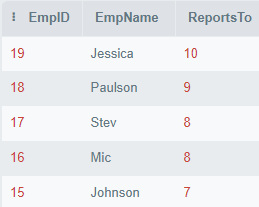 EmpID EmpName ReportsTo
19 Jessica 10
18 Paulson 9
17 Stev 8
16 Mic 8
15 Johnson 7